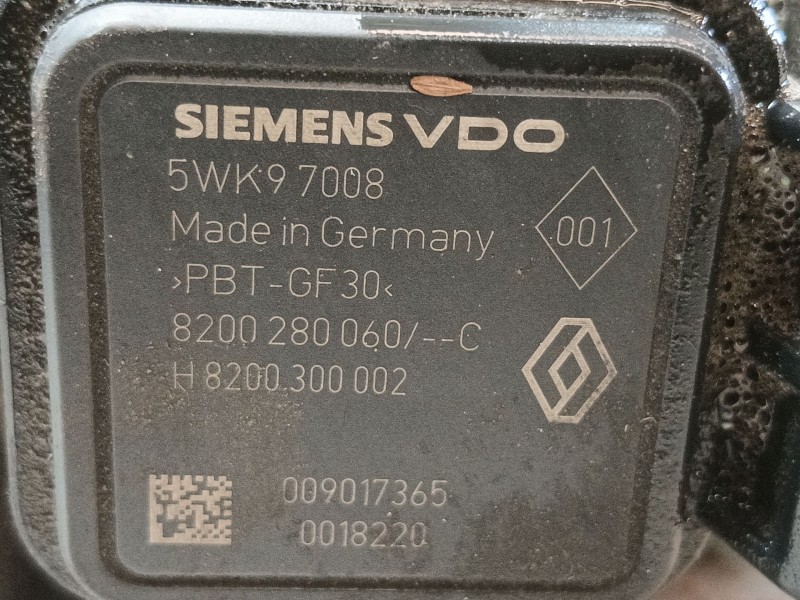 SIEMENS VDO
5WK9 7008
Made in Germany
001
>PBT-GF30<
8200 280 060/--C
H 8200 300 002
009017365
0018220